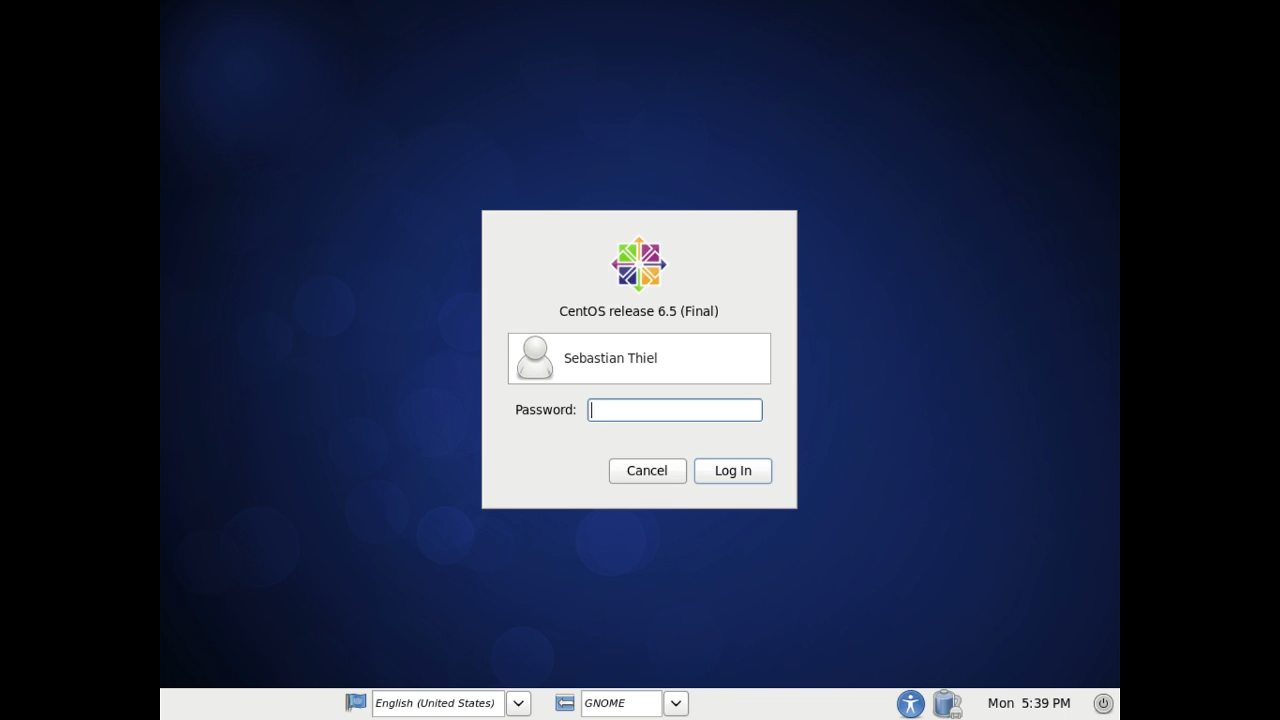 CentOS release 6.5 (Final)
Sebastian Thiel
Password:
Cancel Log In
English (United States) GNOME Mon 5:39 PM